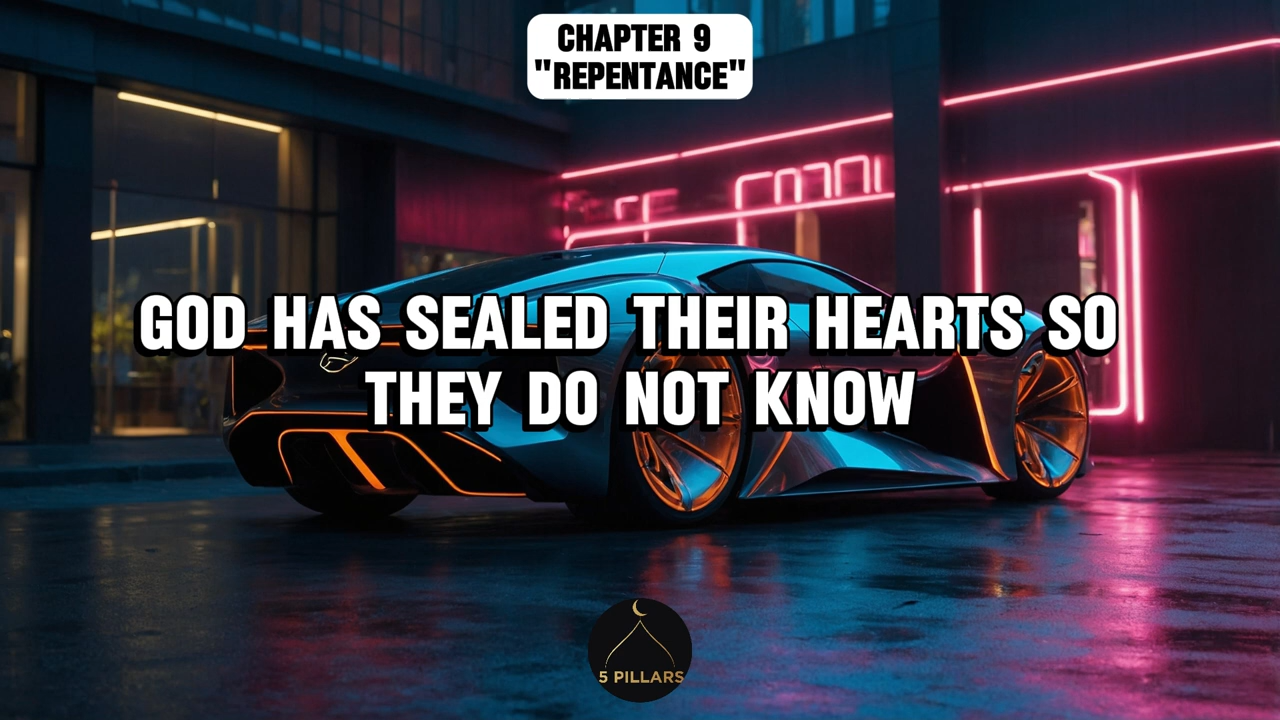 CHAPTER 9
"REPENTANCE"
GOD HAS SEALED THEIR HEARTS SO
THEY DO NOT KNOW
5 PILLARS